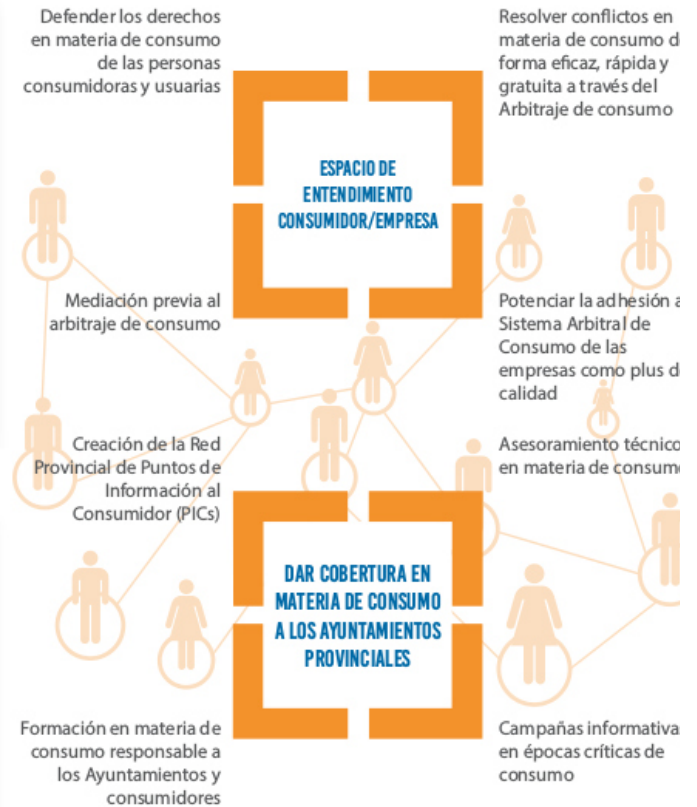 Defender los derechos
en materia de consumo
de las personas
consumidoras y usuarias
Resolver conflictos en
materia de consumo d
forma eficaz, rápida y
gratuita a través del
Arbitraje de consumo
ESPACIO DE
ENTENDIMIENTO
CONSUMIDOR/EMPRESA
Mediación previa al
arbitraje de consumo
Potenciar la adhesión a
Sistema Arbitral de
Consumo de las
empresas como plus d
calidad
Creación de la Red
Provincial de Puntos de
Información al
Consumidor (PICs)
Asesoramiento técnico
en materia de consum
DAR COBERTURA EN
MATERIA DE CONSUMO
A LOS AYUNTAMIENTOS
PROVINCIALES
Formación en materia de
consumo responsable a
los Ayuntamientos y
consumidores
Campañas informativas
en épocas críticas de
consumo